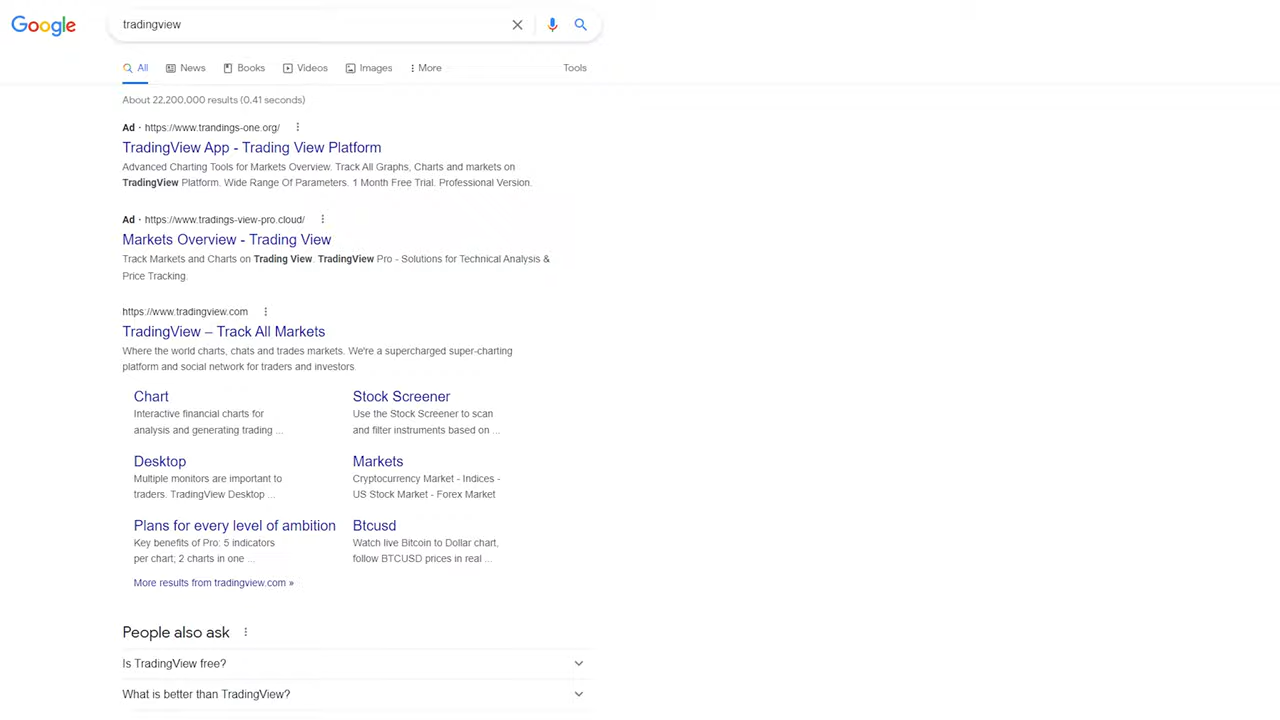 Google
tradingview
All News Books Videos Images More Tools
About 22,200,000 results (0.41 seconds)
Ad · https://www.trandings-one.org/
TradingView App - Trading View Platform
Advanced Charting Tools for Markets Overview. Track All Graphs, Charts and markets on
TradingView Platform. Wide Range Of Parameters. 1 Month Free Trial. Professional Version.
Ad · https://www.tradings-view-pro.cloud/
Markets Overview - Trading View
Track Markets and Charts on Trading View. TradingView Pro - Solutions for Technical Analysis &
Price Tracking.
https://www.tradingview.com
TradingView – Track All Markets
Where the world charts, chats and trades markets. We're a supercharged super-charting
platform and social network for traders and investors.
Chart
Interactive financial charts for
analysis and generating trading ...
Stock Screener
Use the Stock Screener to scan
and filter instruments based on ...
Desktop
Multiple monitors are important to
traders. TradingView Desktop ...
Markets
Cryptocurrency Market - Indices -
US Stock Market - Forex Market
Plans for every level of ambition
Key benefits of Pro: 5 indicators
per chart; 2 charts in one ...
Btcusd
Watch live Bitcoin to Dollar chart,
follow BTCUSD prices in real ...
More results from tradingview.com »
People also ask
Is TradingView free?
What is better than TradingView?